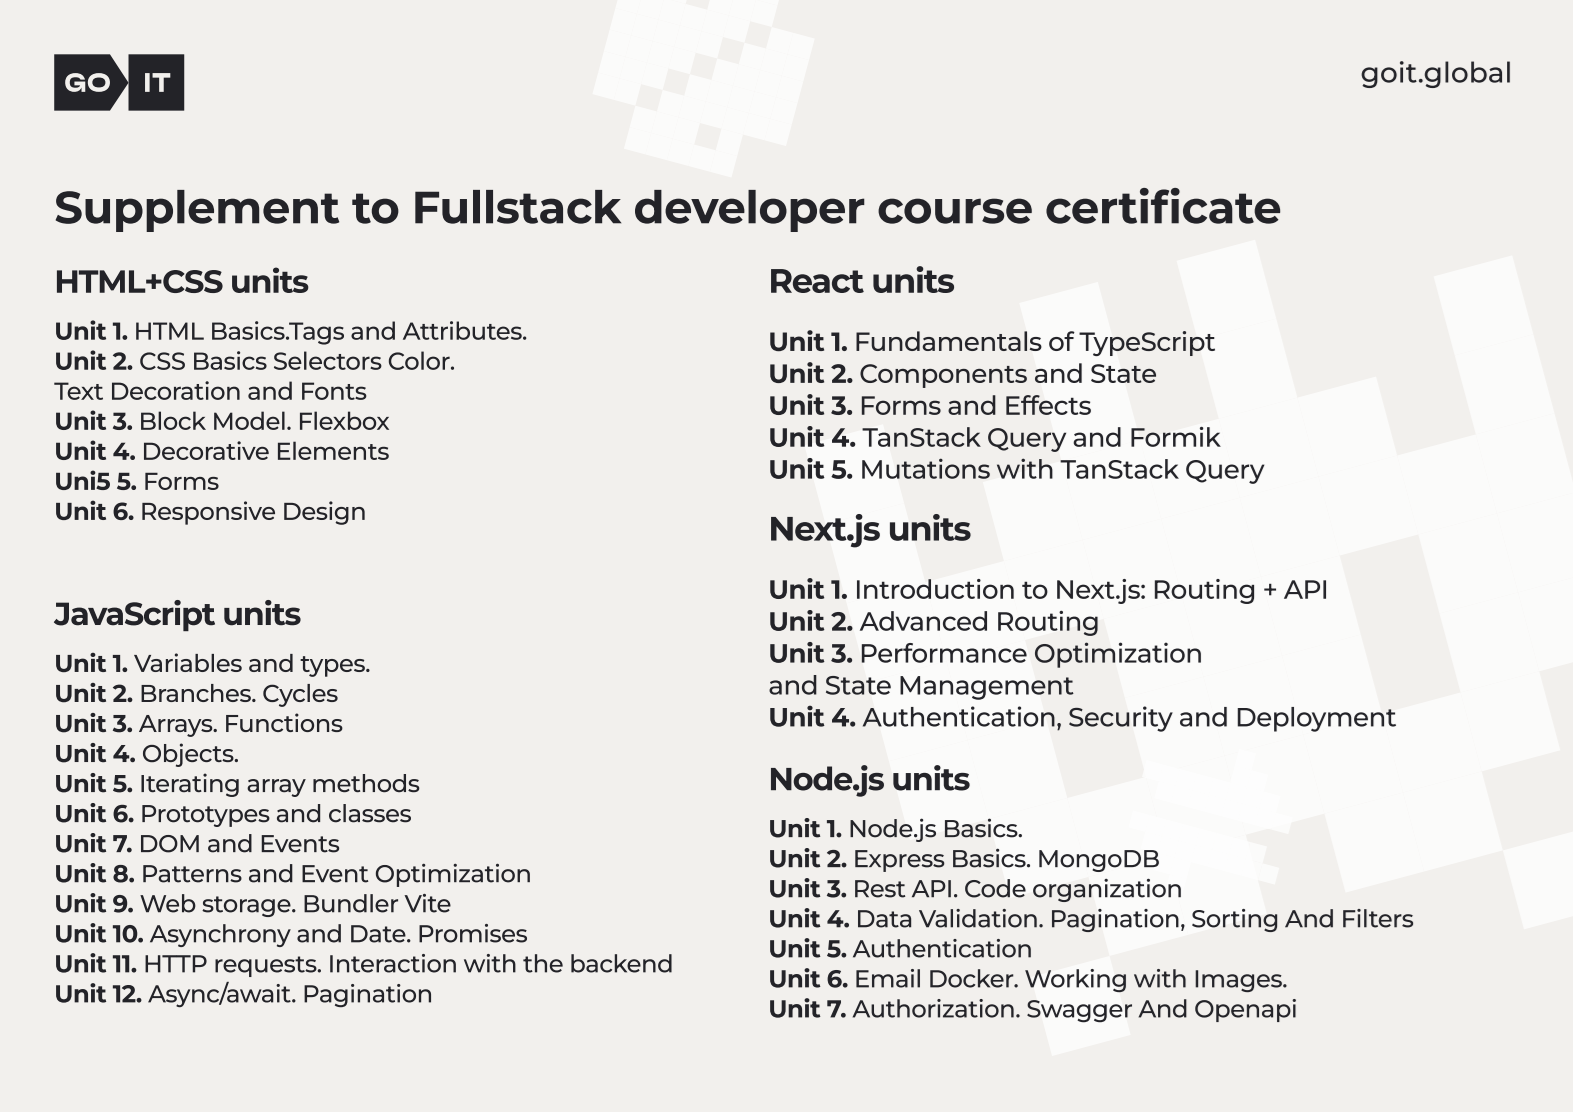 GO IT
goit.global
Supplement to Fullstack developer course certificate
HTML+CSS units
Unit 1. HTML Basics.Tags and Attributes.
Unit 2. CSS Basics Selectors Color.
Text Decoration and Fonts
Unit 3. Block Model. Flexbox
Unit 4. Decorative Elements
Uni5 5. Forms
Unit 6. Responsive Design
JavaScript units
Unit 1. Variables and types.
Unit 2. Branches. Cycles
Unit 3. Arrays. Functions
Unit 4. Objects.
Unit 5. Iterating array methods
Unit 6. Prototypes and classes
Unit 7. DOM and Events
Unit 8. Patterns and Event Optimization
Unit 9. Web storage. Bundler Vite
Unit 10. Asynchrony and Date. Promises
Unit 11. HTTP requests. Interaction with the backend
Unit 12. Async/await. Pagination
React units
Unit 1. Fundamentals of TypeScript
Unit 2. Components and State
Unit 3. Forms and Effects
Unit 4. TanStack Query and Formik
Unit 5. Mutations with TanStack Query
Next.js units
Unit 1. Introduction to Next.js: Routing + API
Unit 2. Advanced Routing
Unit 3. Performance Optimization
and State Management
Unit 4. Authentication, Security and Deployment
Node.js units
Unit 1. Node.js Basics.
Unit 2. Express Basics. MongoDB
Unit 3. Rest API. Code organization
Unit 4. Data Validation. Pagination, Sorting And Filters
Unit 5. Authentication
Unit 6. Email Docker. Working with Images.
Unit 7. Authorization. Swagger And Openapi